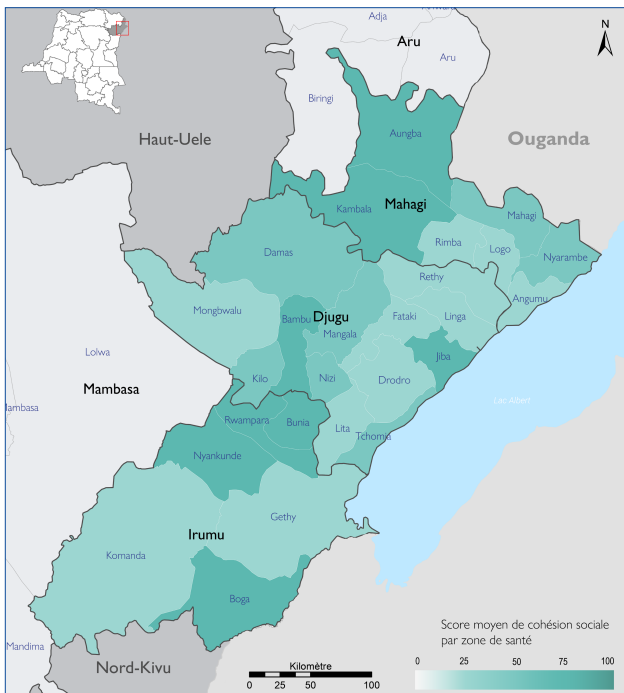 Adja
Ariwara
Aru
Aru
Biringi
N
Haut-Uele
Aungba
Ouganda
Kambala
Mahagi
Mahagi
Rimba
Logo
Nyarambe
Damas
Rethy
Angumu
Mongbwalu
Bambu
Djugu
Fataki
Linga
Mangala
Lolwa
Jiba
Kilo
Nizi
Drodro
Mambasa
Lac Albert
Mambasa
Rwampara
Bunia
Lita
Tchomia
Nyankunde
Gethy
Irumu
Komanda
Boga
Score moyen de cohésion sociale
par zone de santé
Mandima
Nord-Kivu
Kilomètre
0 25 50 100
0 25 50 75 100